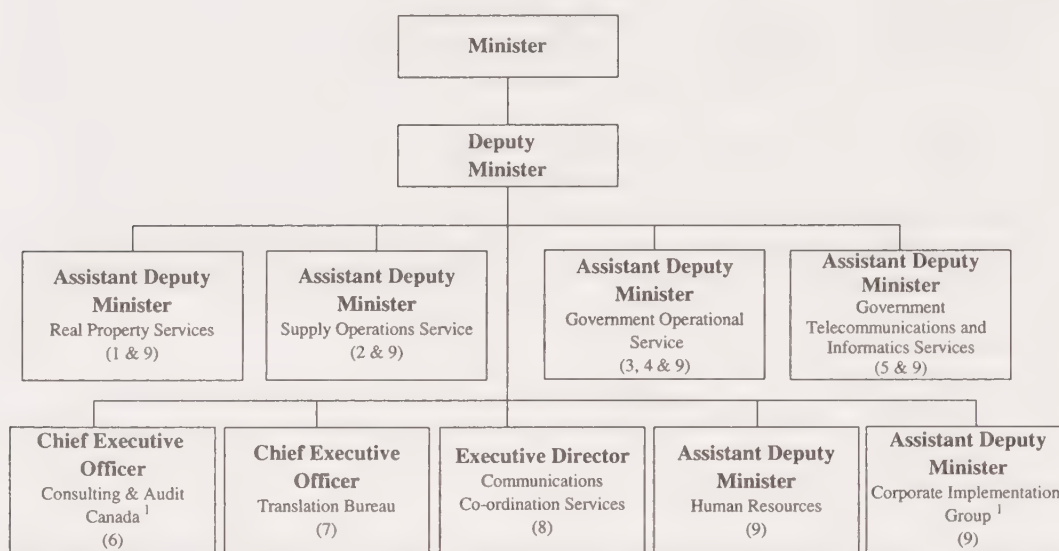 Minister
Deputy
Minister
Assistant Deputy
Minister
Real Property Services
(1 & 9)
Assistant Deputy
Minister
Supply Operations Service
(2 & 9)
Assistant Deputy
Minister
Government Operational
Service
(3, 4 & 9)
Assistant Deputy
Minister
Government
Telecommunications and
Informatics Services
(5 & 9)
Chief Executive
Officer
Consulting & Audit
Canada 1
(6)
Chief Executive
Officer
Translation Bureau
(7)
Executive Director
Communications
Co-ordination Services
(8)
Assistant Deputy
Minister
Human Resources
(9)
Assistant Deputy
Minister
Corporate Implementation
Group 1
(9)